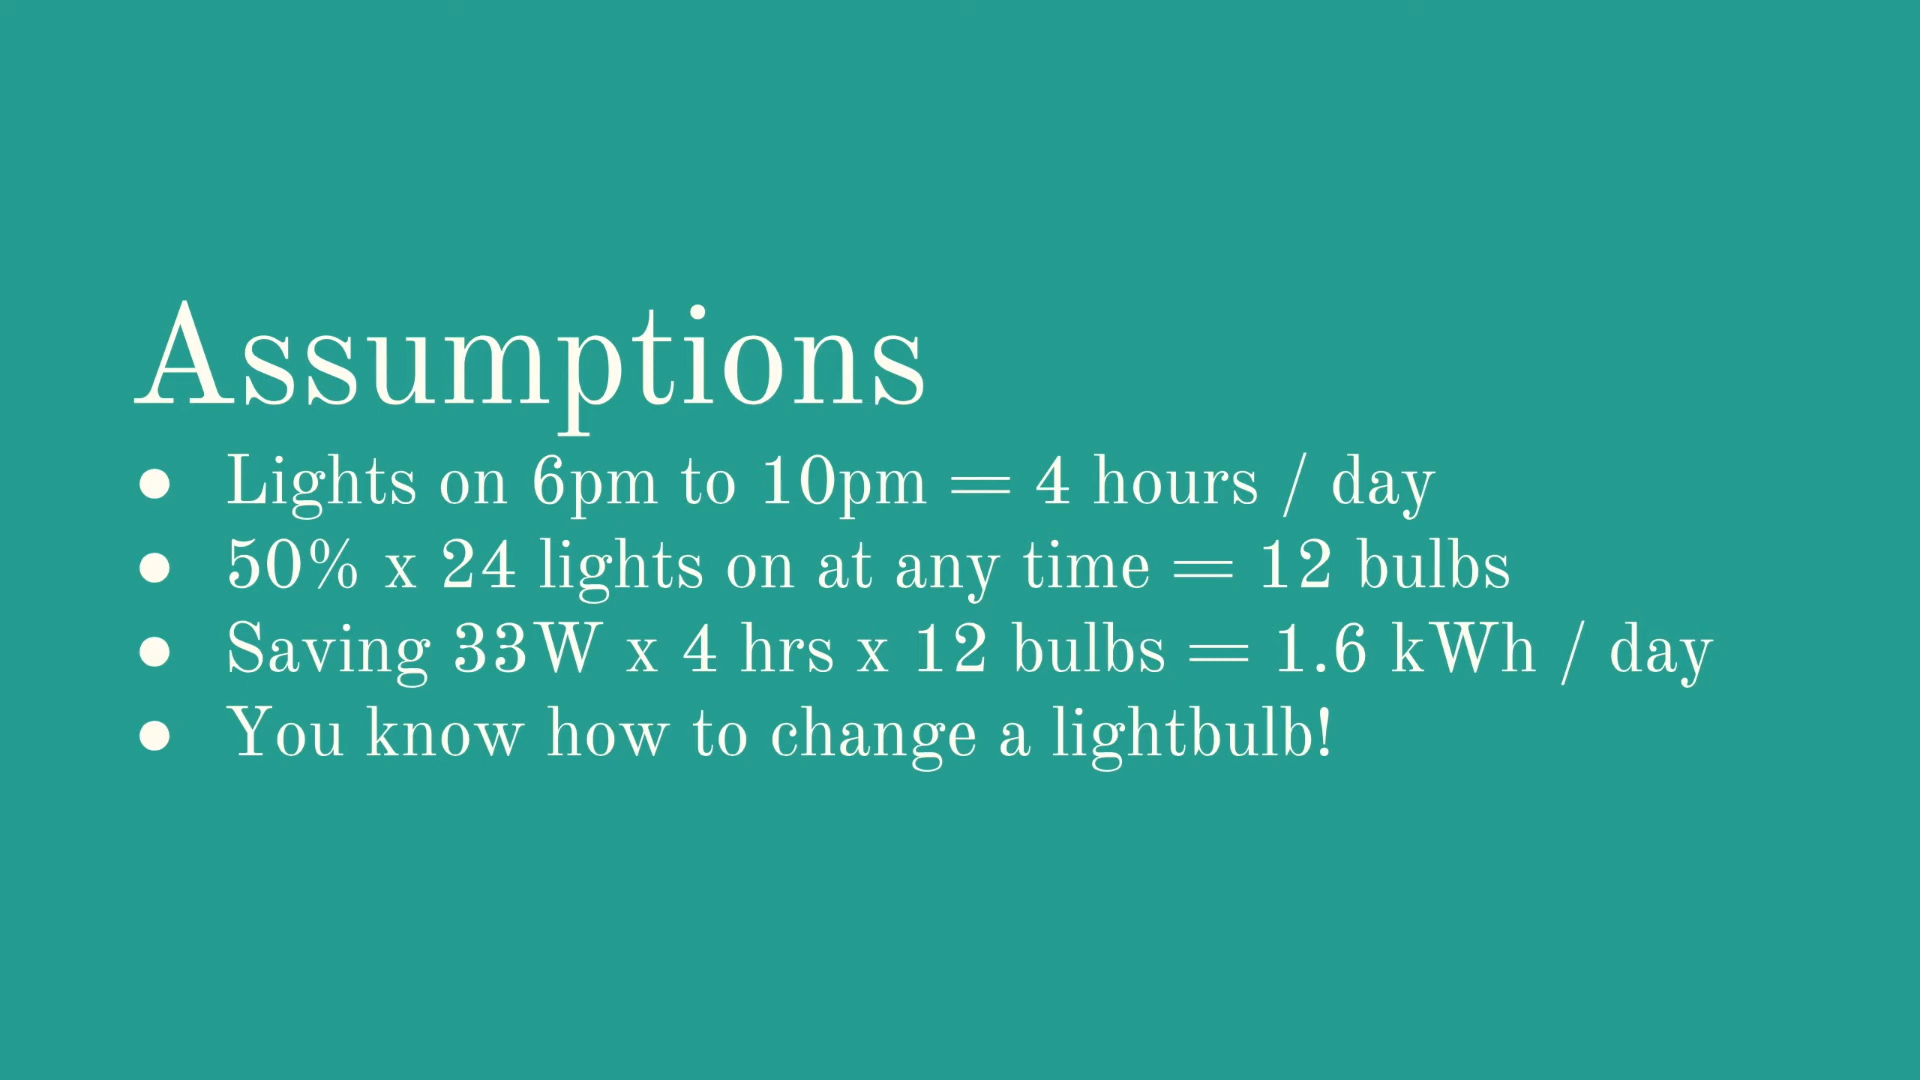 Assumptions
● Lights on 6pm to 10pm = 4 hours / day
● 50% x 24 lights on at any time = 12 bulbs
● Saving 33W x 4 hrs x 12 bulbs = 1.6 kWh / day
● You know how to change a lightbulb!